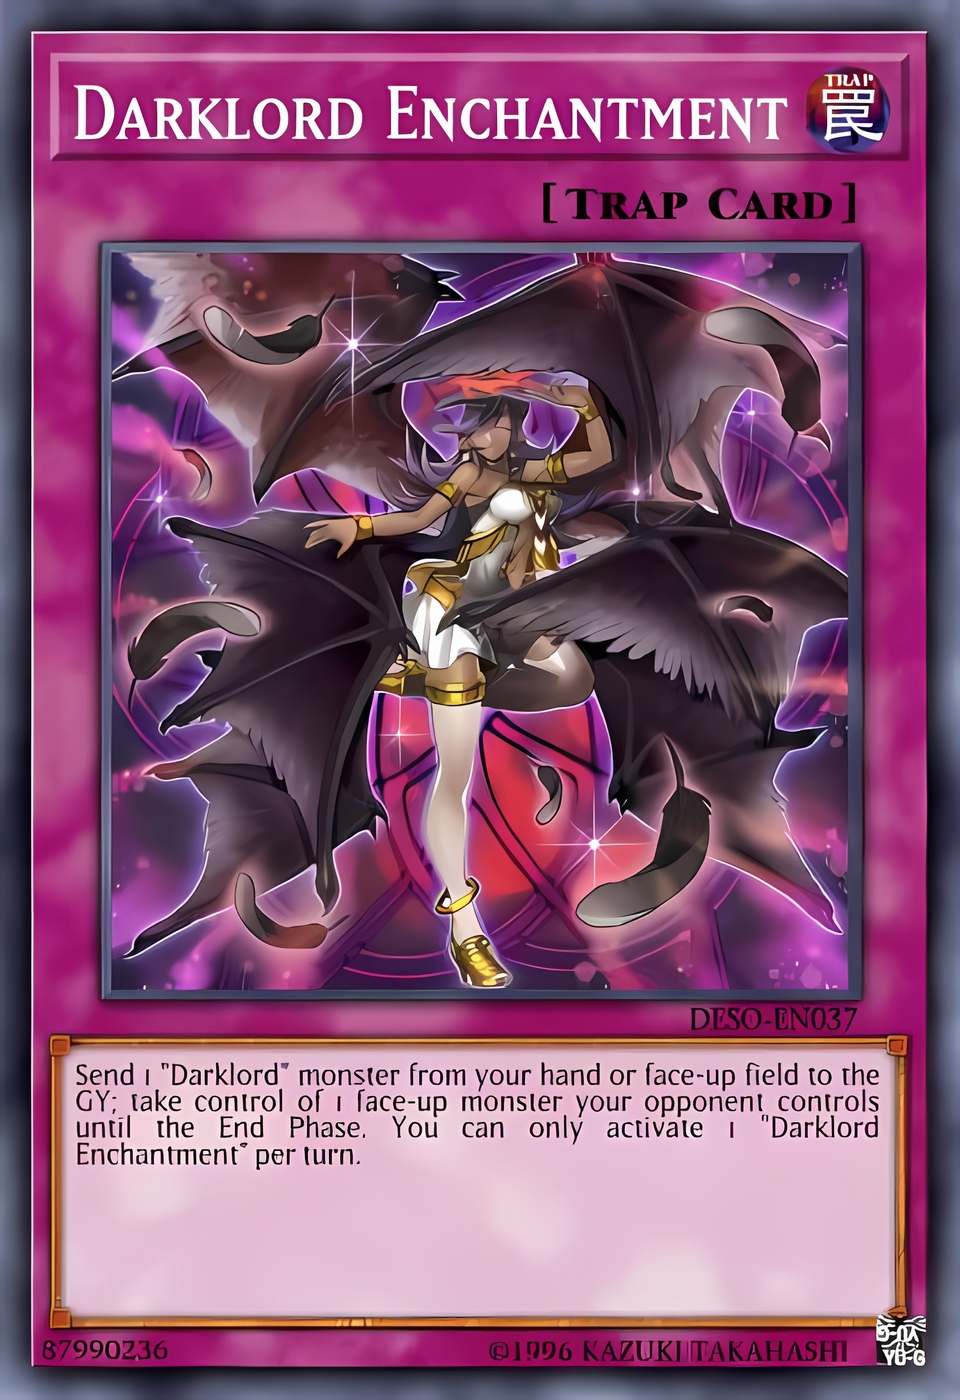 DARKLORD ENCHANTMENT
TRAP
罠
[TRAP CARD]
DESO-EN037
Send 1 "Darklord" monster from your hand or face-up field to the
GY; take control of 1 face-up monster your opponent controls
until the End Phase. You can only activate 1 "Darklord
Enchantment" per turn.
87990236
©1996 KAZUKI TAKAHASHI